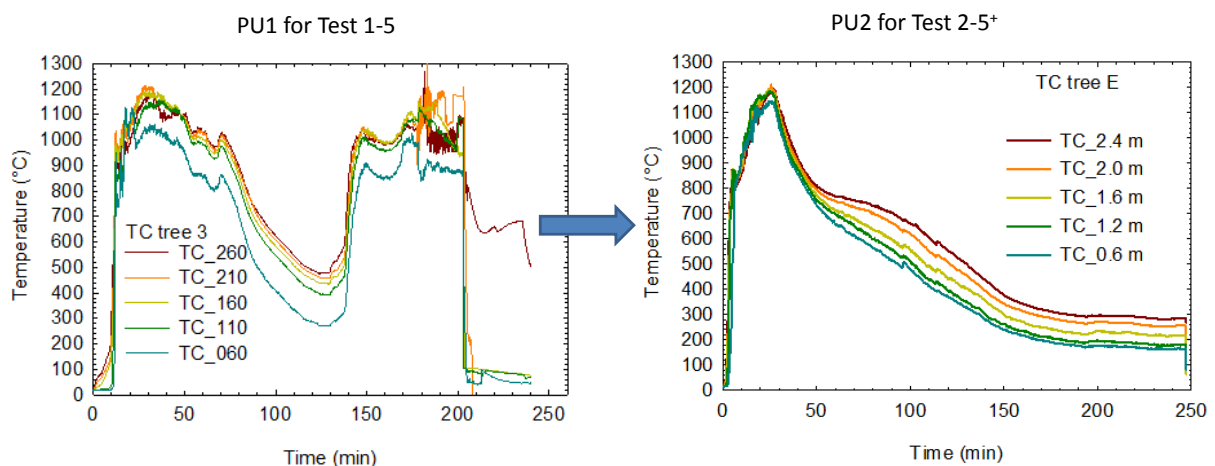 PU1 for Test 1-5
1300
1200
1100
1000
900
800
700
600
500
400
300
200
100
0
Temperature (°C)
TC tree 3
TC_260
TC_210
TC_160
TC_110
TC_060
0 50 100 150 200 250
Time (min)
PU2 for Test 2-5⁺
1300
1200
1100
1000
900
800
700
600
500
400
300
200
100
0
Temperature (°C)
TC tree E
TC_2.4 m
TC_2.0 m
TC_1.6 m
TC_1.2 m
TC_0.6 m
0 50 100 150 200 250
Time (min)